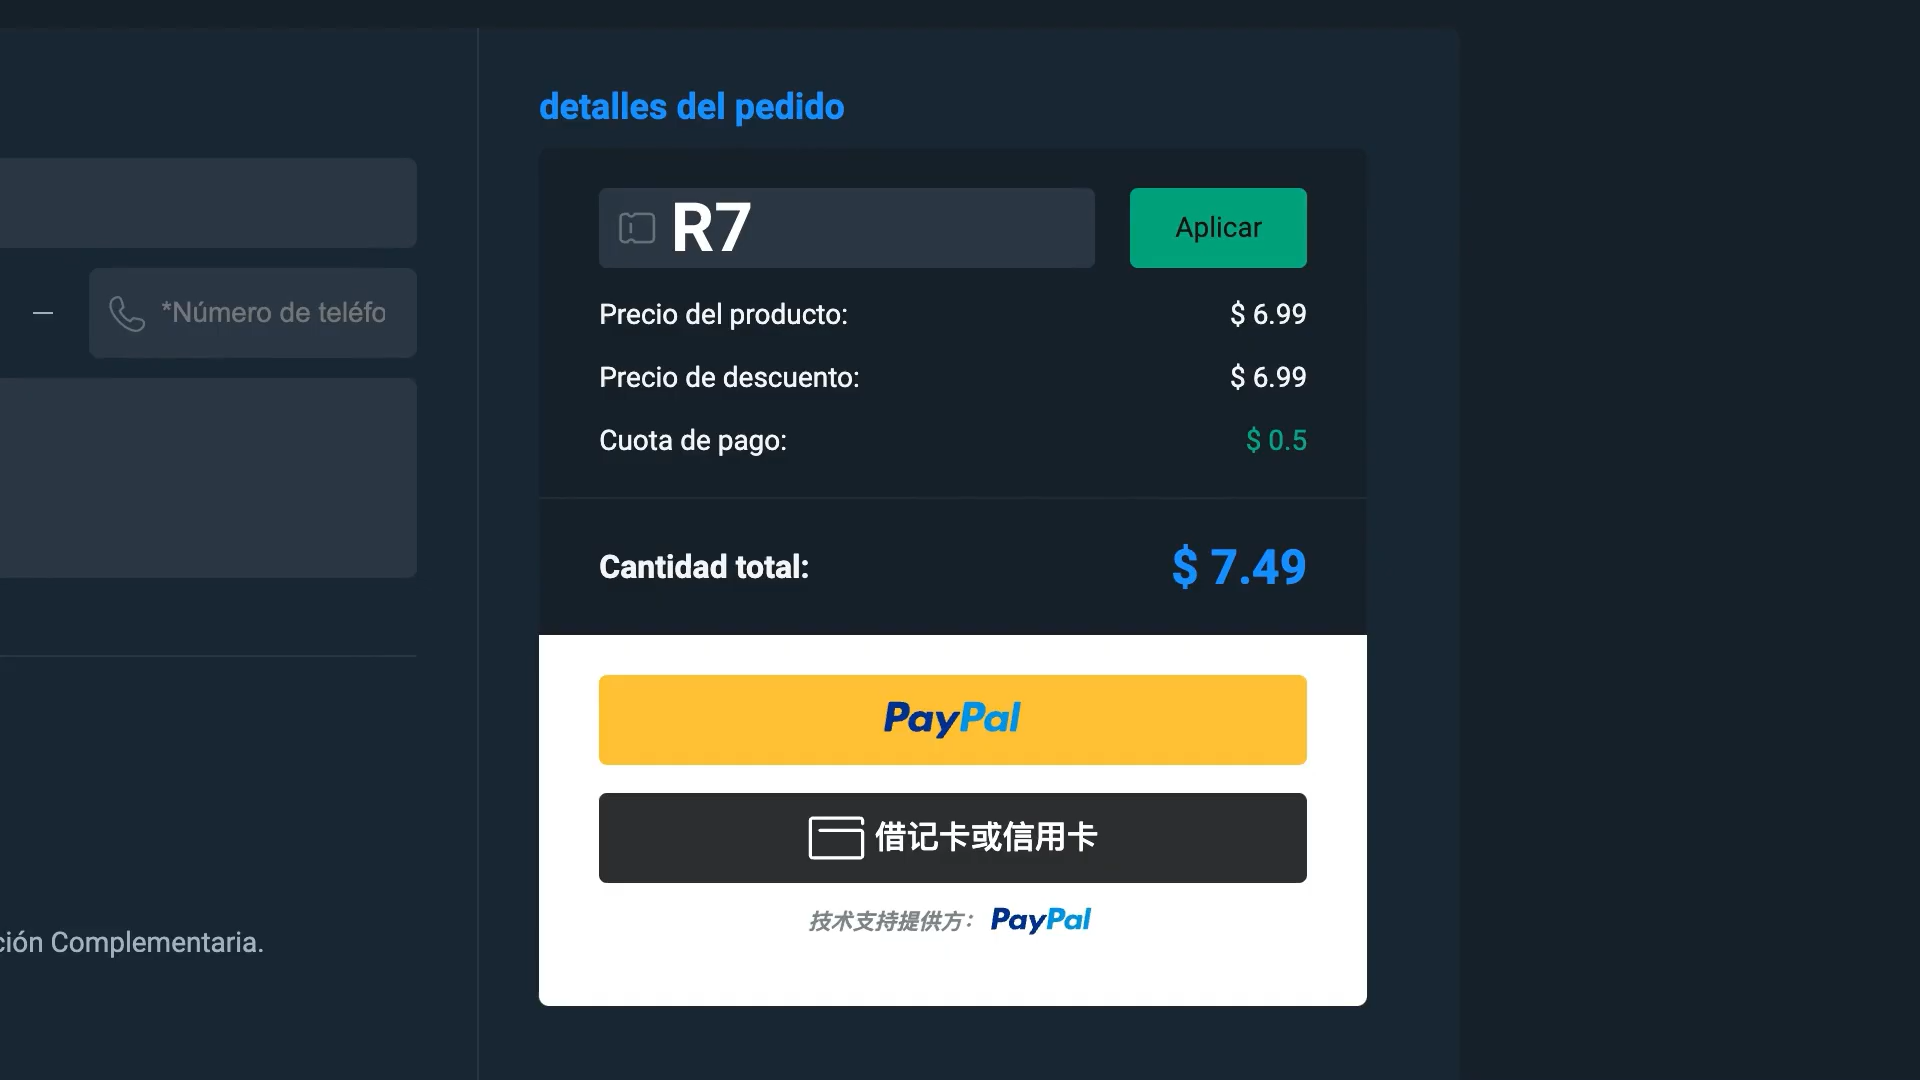 detalles del pedido
R7
Aplicar
Precio del producto: $ 6.99
*Número de teléfo
Precio de descuento: $ 6.99
Cuota de pago: $ 0.5
Cantidad total: $ 7.49
PayPal
借记卡或信用卡
技术支持提供方： PayPal
ción Complementaria.